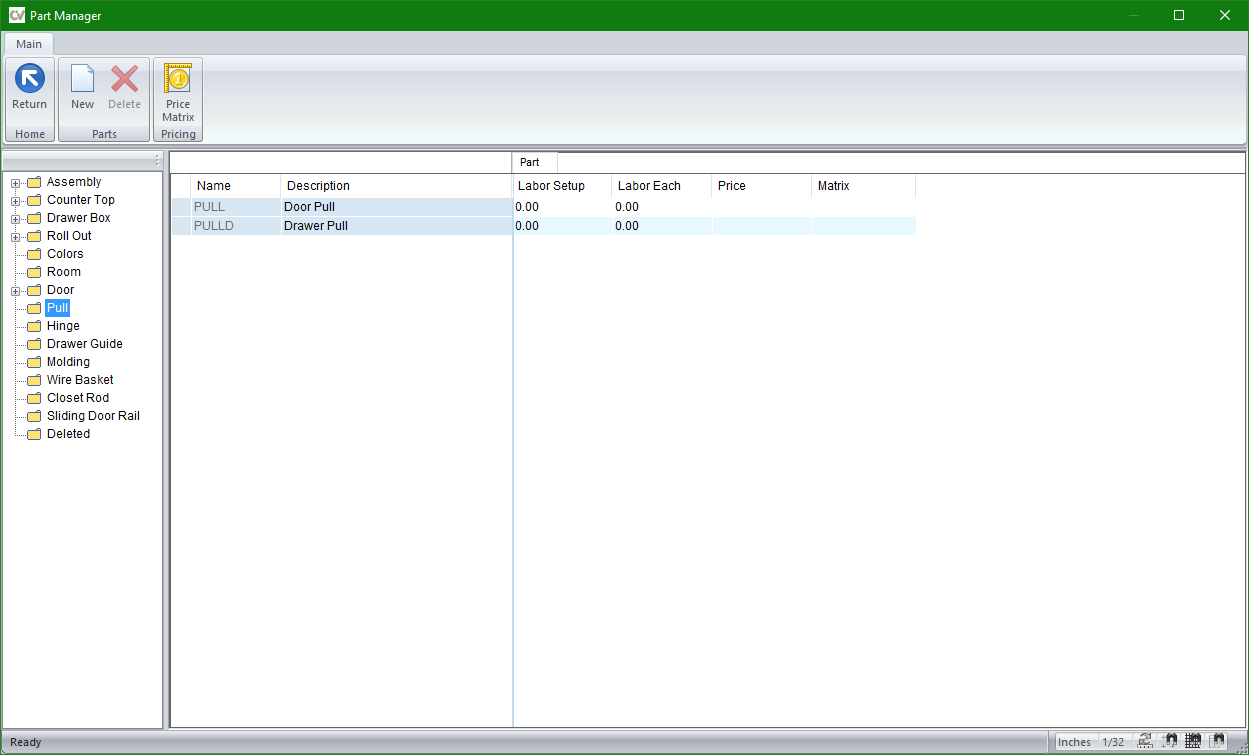 CV Part Manager
Main
Return New Delete Price Matrix
Home Parts Pricing
Part
Name Description Labor Setup Labor Each Price Matrix
PULL Door Pull 0.00 0.00
PULLD Drawer Pull 0.00 0.00
Assembly
Counter Top
Drawer Box
Roll Out
Colors
Room
Door
Pull
Hinge
Drawer Guide
Molding
Wire Basket
Closet Rod
Sliding Door Rail
Deleted
Ready Inches 1/32